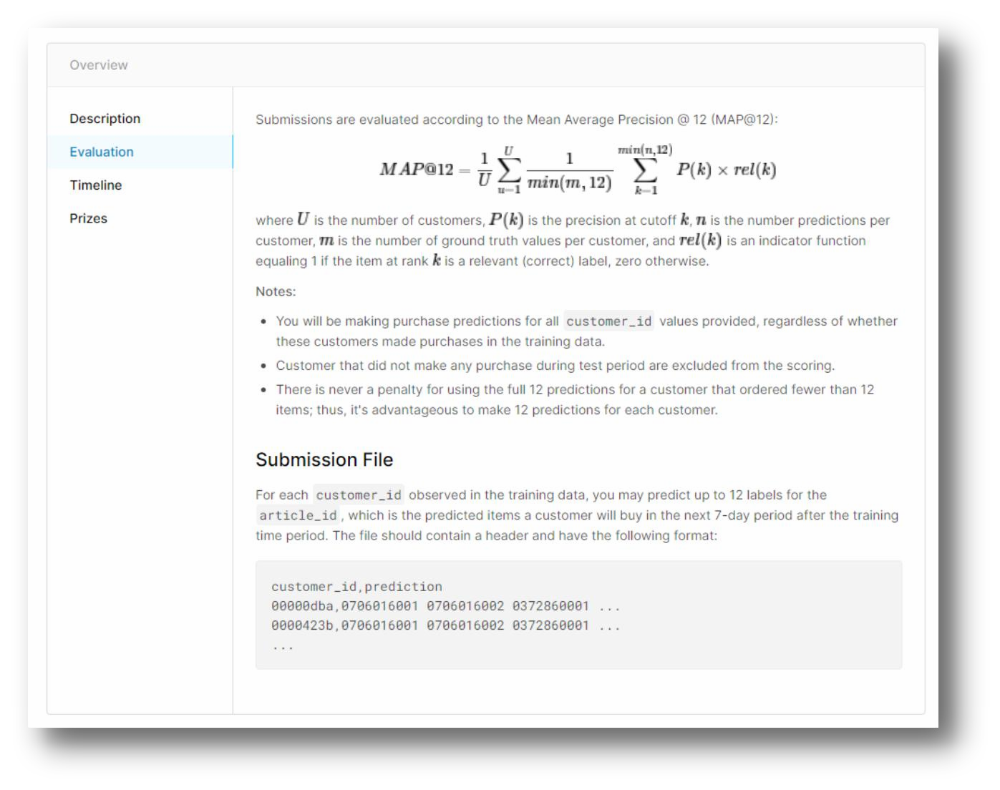 Overview
Description
Evaluation
Timeline
Prizes
Submissions are evaluated according to the Mean Average Precision @ 12 (MAP@12):
MAP@12 = \frac{1}{U} \sum_{u=1}^{U} \frac{1}{min(m, 12)} \sum_{k=1}^{min(n,12)} P(k) × rel(k)
where U is the number of customers, P(k) is the precision at cutoff k, n is the number predictions per
customer, m is the number of ground truth values per customer, and rel(k) is an indicator function
equaling 1 if the item at rank k is a relevant (correct) label, zero otherwise.
Notes:
• You will be making purchase predictions for all customer_id values provided, regardless of whether
these customers made purchases in the training data.
• Customer that did not make any purchase during test period are excluded from the scoring.
• There is never a penalty for using the full 12 predictions for a customer that ordered fewer than 12
items; thus, it's advantageous to make 12 predictions for each customer.
Submission File
For each customer_id observed in the training data, you may predict up to 12 labels for the
article_id, which is the predicted items a customer will buy in the next 7-day period after the training
time period. The file should contain a header and have the following format:
customer_id,prediction
00000dba,0706016001 0706016002 0372860001 ...
0000423b,0706016001 0706016002 0372860001 ...
...